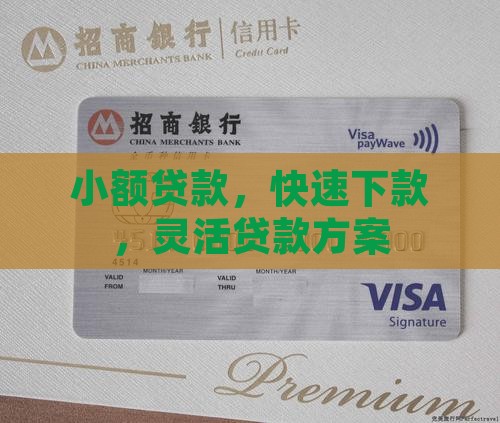 招商银行 信用卡
CHINA MERCHANTS BANK Credit Card
招商银行
CHINA MERCHANTS BANK
Visa
payWave
小额贷款，快速下款
，灵活贷款方案
4514
MONTH/YEAR MONTH/YEAR
VALID
FROM
VALID
THRU
VISA
Signature
Premium